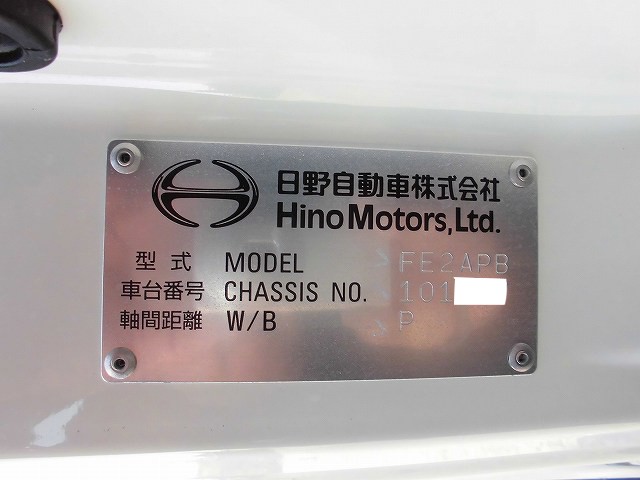 日野自動車株式会社
Hino Motors, Ltd.
型式 MODEL >FE2APB
車台番号 CHASSIS NO. >101
軸間距離 W/B >P